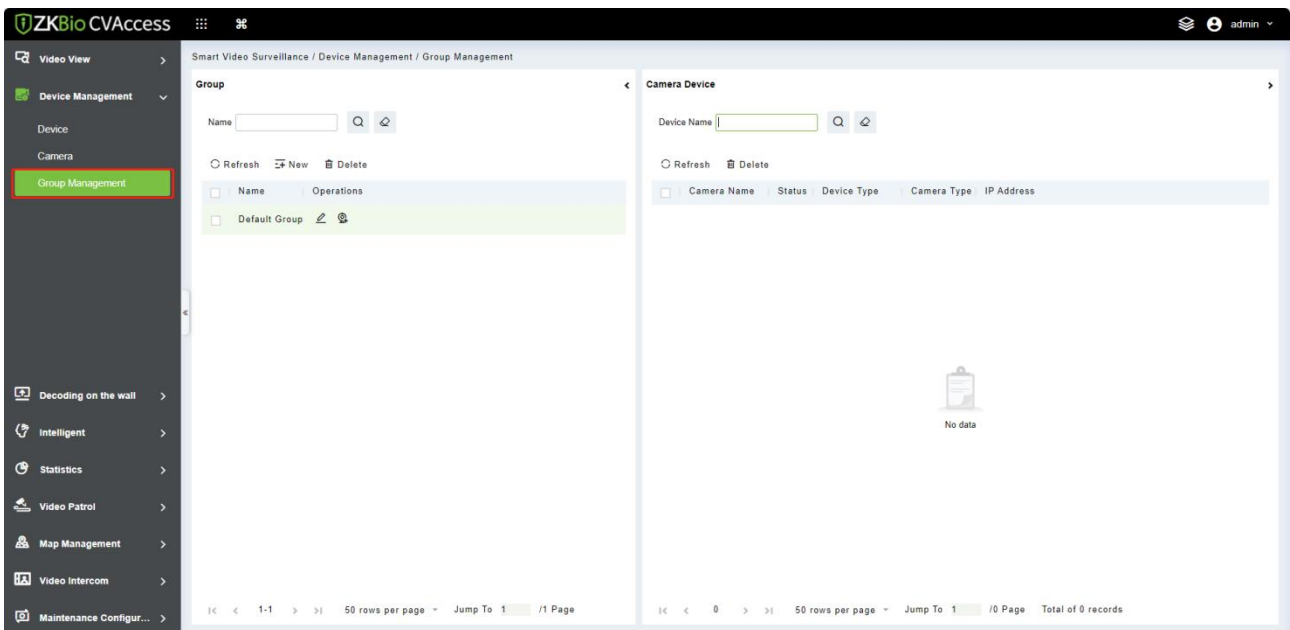 ZKBio CVAccess
admin
Video View
Device Management
Device
Camera
Group Management
Decoding on the wall
Intelligent
Statistics
Video Patrol
Map Management
Video Intercom
Maintenance Configur...
Smart Video Surveillance / Device Management / Group Management
Group
Name
Refresh New Delete
Name Operations
Default Group
1-1 50 rows per page Jump To 1 /1 Page
Camera Device
Device Name
Refresh Delete
Camera Name Status Device Type Camera Type IP Address
No data
0 50 rows per page Jump To 1 /0 Page Total of 0 records